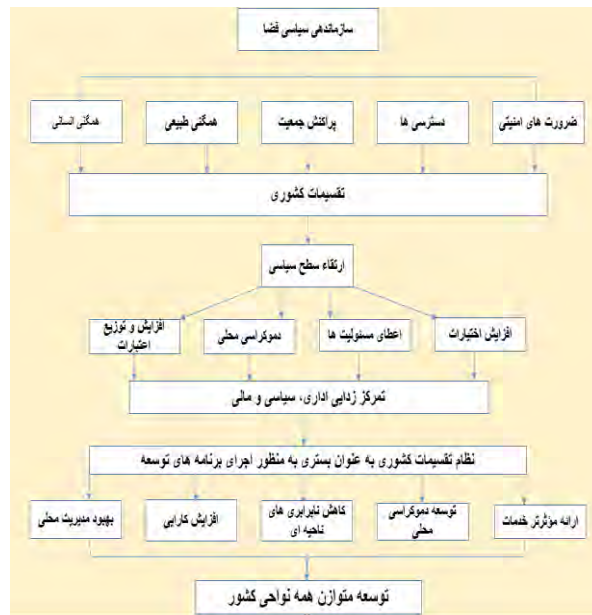 سازماندهی سیاسی فضا
ضرورت های امنیتی
دسترسی ها
پراکنش جمعیت
همگنی طبیعی
همگنی انسانی
تقسیمات کشوری
ارتقاء سطح سیاسی
افزایش اختیارات
اعطای مسئولیت ها
دموکراسی محلی
افزایش و توزیع
اعتبارات
تمرکز زدایی اداری، سیاسی و مالی
نظام تقسیمات کشوری به عنوان بستری به منظور اجرای برنامه های توسعه
ارائه مؤثرتر خدمات
توسعه دموکراسی
محلی
کاهش نابرابری های
ناحیه ای
افزایش کارایی
بهبود مدیریت محلی
توسعه متوازن همه نواحی کشور